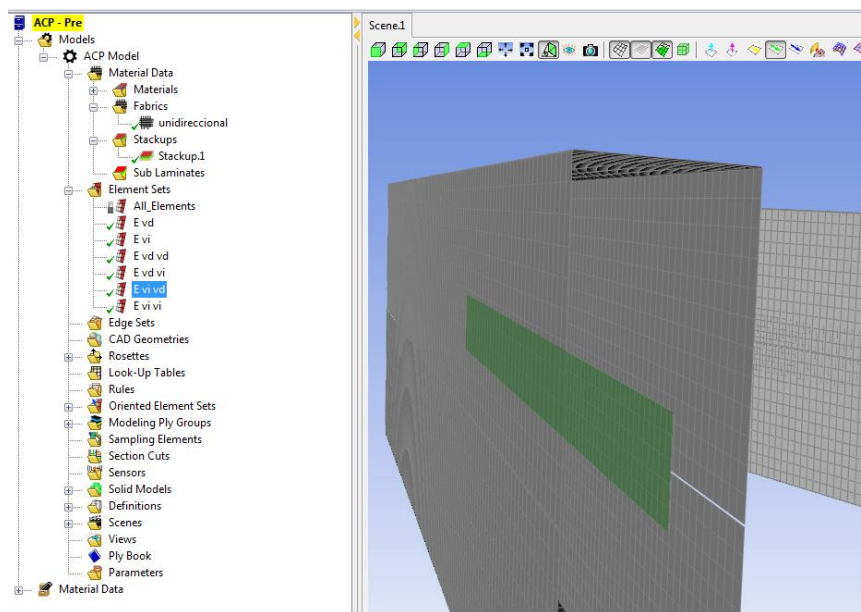 ACP - Pre
Models
ACP Model
Material Data
Materials
Fabrics
unidireccional
Stackups
Stackup.1
Sub Laminates
Element Sets
All_Elements
E vd
E vi
E vd vd
E vd vi
E vi vd
E vi vi
Edge Sets
CAD Geometries
Rosettes
Look-Up Tables
Rules
Oriented Element Sets
Modeling Ply Groups
Sampling Elements
Section Cuts
Sensors
Solid Models
Definitions
Scenes
Views
Ply Book
Parameters
Material Data
Scene.1